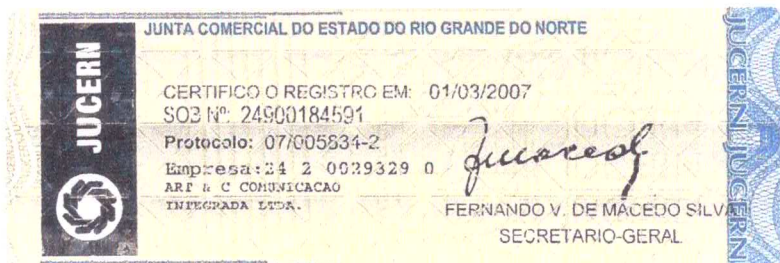 JUNTA COMERCIAL DO ESTADO DO RIO GRANDE DO NORTE
JUCERN
CERTIFICO O REGISTRO EM: 01/03/2007
SOB Nº: 24900184591
Protocolo: 07/005834-2
Empresa:24 2 0029329 0
ART & C COMUNICACAO
INTEGRADA LTDA.
FERNANDO V. DE MACEDO SILVA
SECRETARIO-GERAL
JUCERN JUCERN